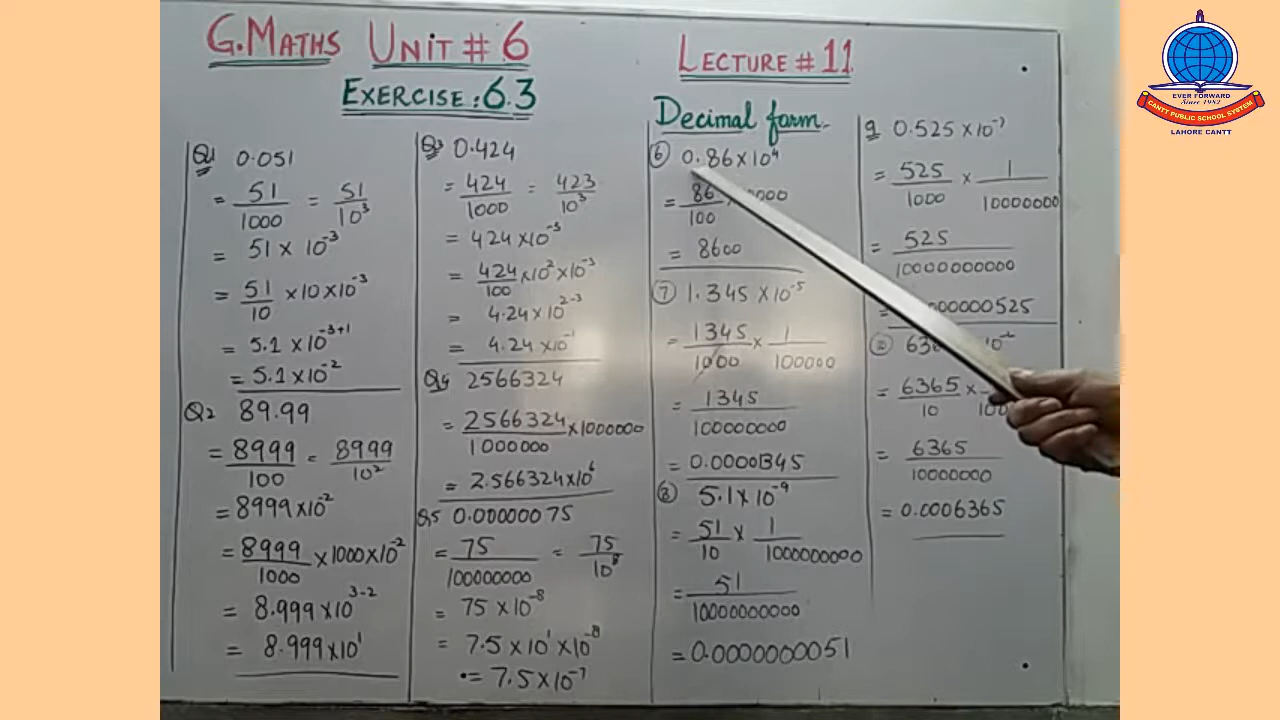 G.MATHS UNIT # 6
EXERCISE: 6.3
Q1 0.051
= 51/1000 = 51/10³
= 51 × 10⁻³
= 51/10 × 10 × 10⁻³
= 5.1 × 10⁻³⁺¹
= 5.1 × 10⁻²
Q2 89.99
= 8999/100 = 8999/10²
= 8999 × 10⁻²
= 8999/1000 × 1000 × 10⁻²
= 8.999 × 10³⁻²
= 8.999 × 10¹
Q3 0.424
= 424/1000 = 423/10³
= 424 × 10⁻³
= 424/100 × 10² × 10⁻³
= 4.24 × 10²⁻³
= 4.24 × 10⁻¹
Q4 2566324
= 2566324/1000000 × 1000000
= 2.566324 × 10⁶
Q5 0.00000075
= 75/100000000 = 75/10⁸
= 75 × 10⁻⁸
= 7.5 × 10¹ × 10⁻⁸
= 7.5 × 10⁻⁷
LECTURE # 11
Decimal form
⑥ 0.86 × 10⁴
= 86/100
= 8600
⑦ 1.345 × 10⁻⁵
= 1345/1000 × 1/100000
= 1345/100000000
= 0.00001345
⑧ 5.1 × 10⁻⁹
= 51/10 × 1/1000000000
= 51/10000000000
= 0.0000000051
9 0.525 × 10⁻⁷
= 525/1000 × 1/10000000
= 525/10000000000
=
= 6365/10 ×
= 6365/10000000
= 0.0006365
EVER FORWARD
Since 1982
CANTT PUBLIC SCHOOL SYSTEM
LAHORE CANTT